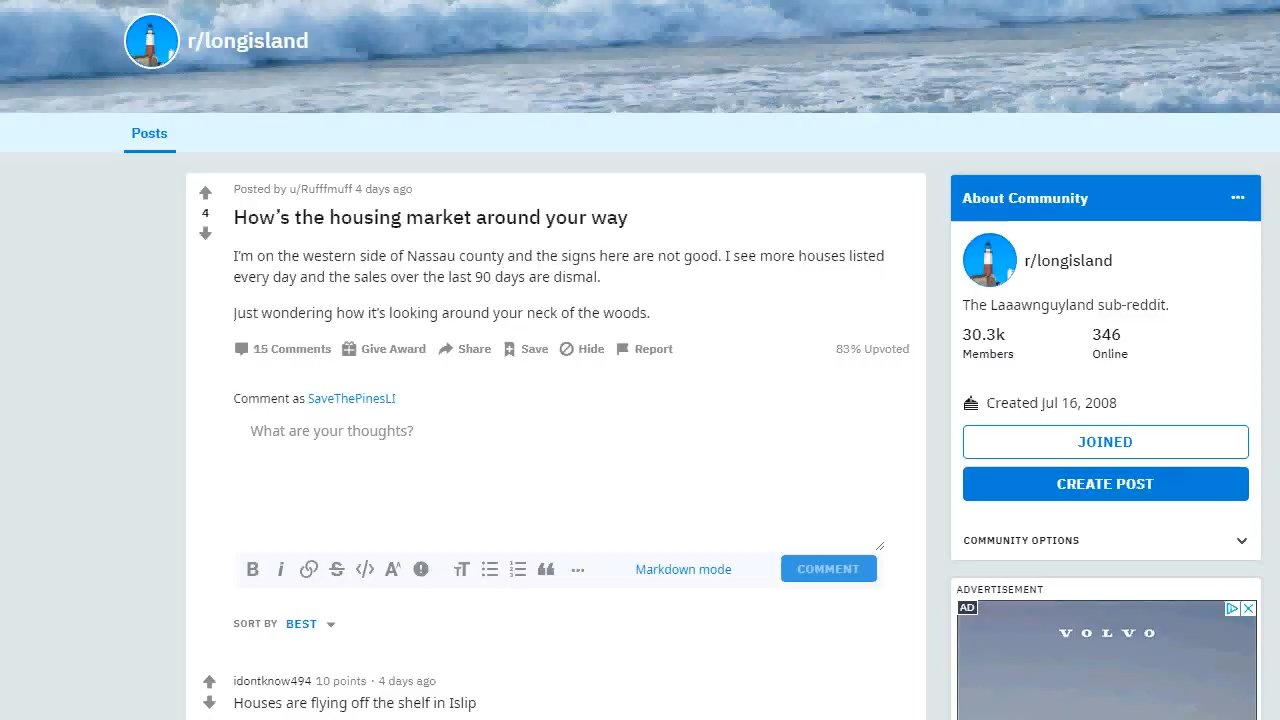 r/longisland
Posts
Posted by u/Rufffmuff 4 days ago
4
How's the housing market around your way
I'm on the western side of Nassau county and the signs here are not good. I see more houses listed
every day and the sales over the last 90 days are dismal.
Just wondering how it's looking around your neck of the woods.
15 Comments Give Award Share Save Hide Report 83% Upvoted
Comment as SaveThePinesLI
What are your thoughts?
B i S </> A T ... Markdown mode COMMENT
SORT BY BEST
idontknow494 10 points · 4 days ago
Houses are flying off the shelf in Islip
About Community
r/longisland
The Laaawnguyland sub-reddit.
30.3k 346
Members Online
Created Jul 16, 2008
JOINED
CREATE POST
COMMUNITY OPTIONS
ADVERTISEMENT
AD
VOLVO